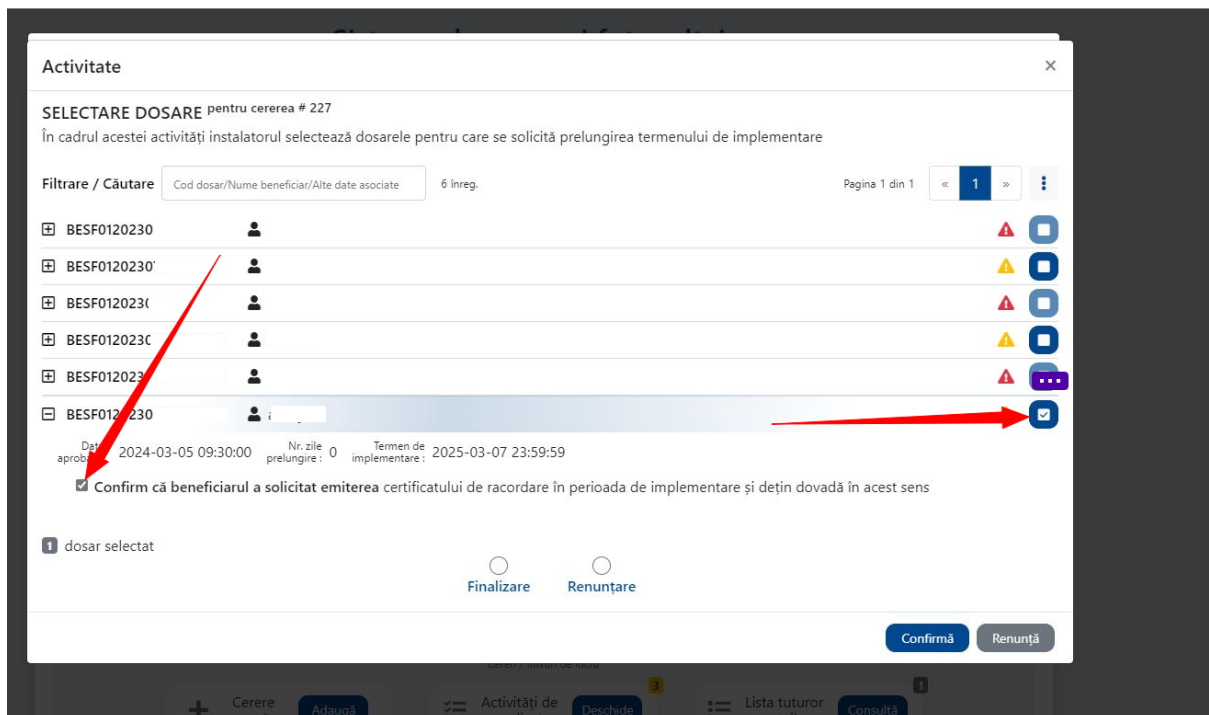 Activitate ×
SELECTARE DOSARE pentru cererea # 227
În cadrul acestei activități instalatorul selectează dosarele pentru care se solicită prelungirea termenului de implementare
Filtrare / Căutare Cod dosar/Nume beneficiar/Alte date asociate 6 înreg. Pagina 1 din 1 « 1 »
BESF0120230
BESF0120230
BESF012023
BESF012023
BESF012023
BESF0120230
2024-03-05 09:30:00 Nr. zile prelungire : 0 Termen de implementare : 2025-03-07 23:59:59
Confirm că beneficiarul a solicitat emiterea certificatului de racordare în perioada de implementare și dețin dovadă în acest sens
1 dosar selectat
Finalizare Renunțare
Confirmă Renunță
3 1
Cerere Activități de Lista tuturor
Adaugă Deschide Consultă